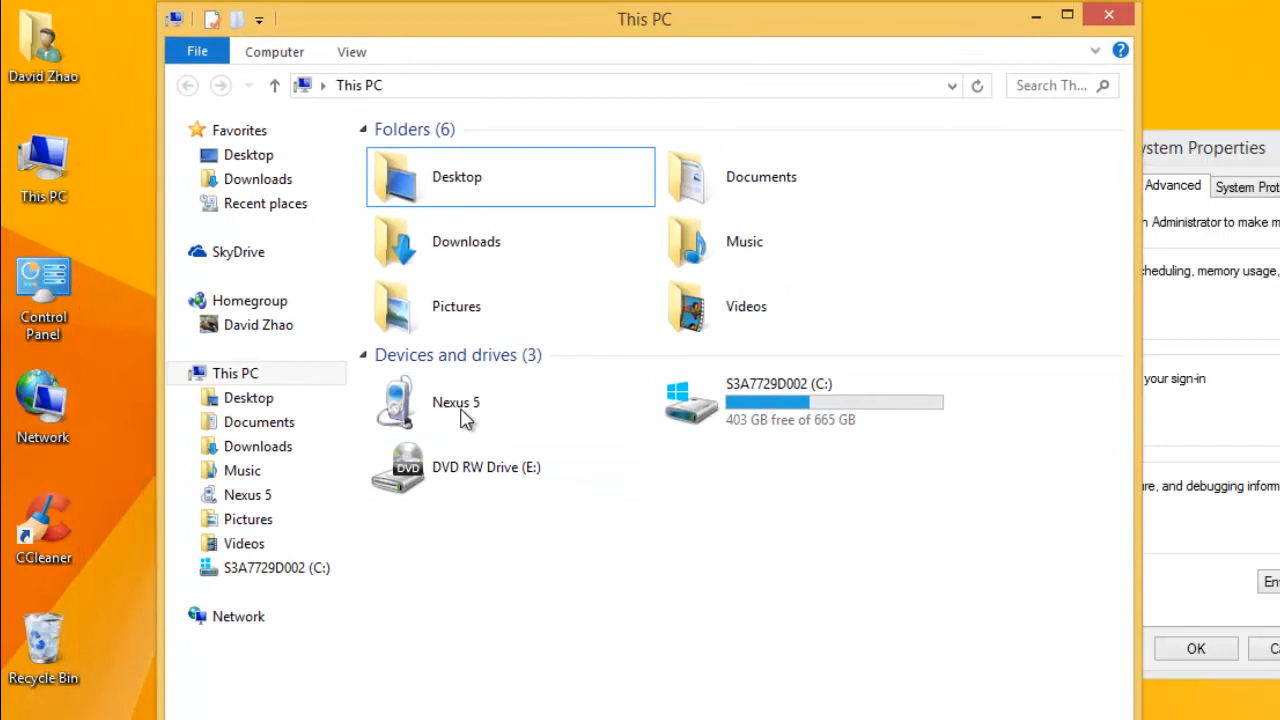 This PC
File
Computer
View
This PC
Search Th...
Favorites
Desktop
Downloads
Recent places
SkyDrive
Homegroup
David Zhao
This PC
Desktop
Documents
Downloads
Music
Nexus 5
Pictures
Videos
S3A7729D002 (C:)
Network
Folders (6)
Desktop
Documents
Downloads
Music
Pictures
Videos
Devices and drives (3)
Nexus 5
S3A7729D002 (C:)
403 GB free of 665 GB
DVD
DVD RW Drive (E:)
David Zhao
This PC
Control
Panel
Network
CCleaner
Recycle Bin
ystem Properties
Advanced
System Prot
n Administrator to make m
cheduling, memory usage,
your sign-in
ure, and debugging inform
En
OK
Ca